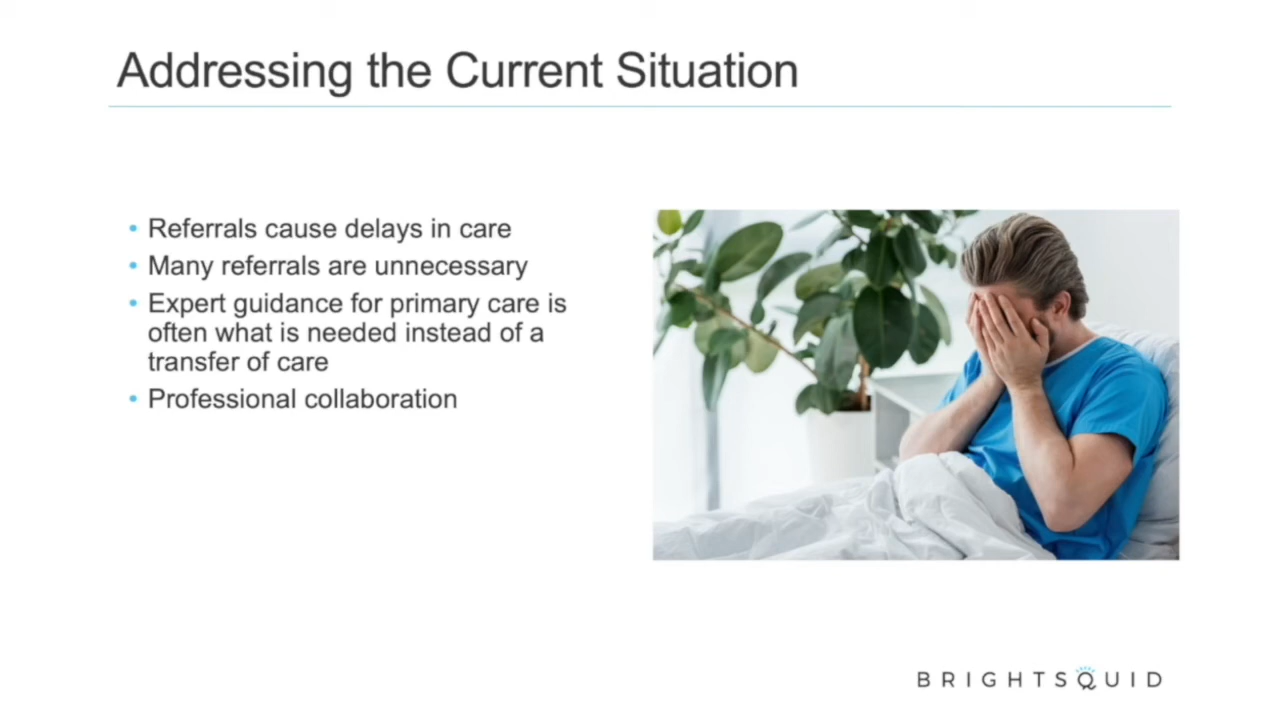 Addressing the Current Situation
• Referrals cause delays in care
• Many referrals are unnecessary
• Expert guidance for primary care is
often what is needed instead of a
transfer of care
• Professional collaboration
BRIGHTSQUID